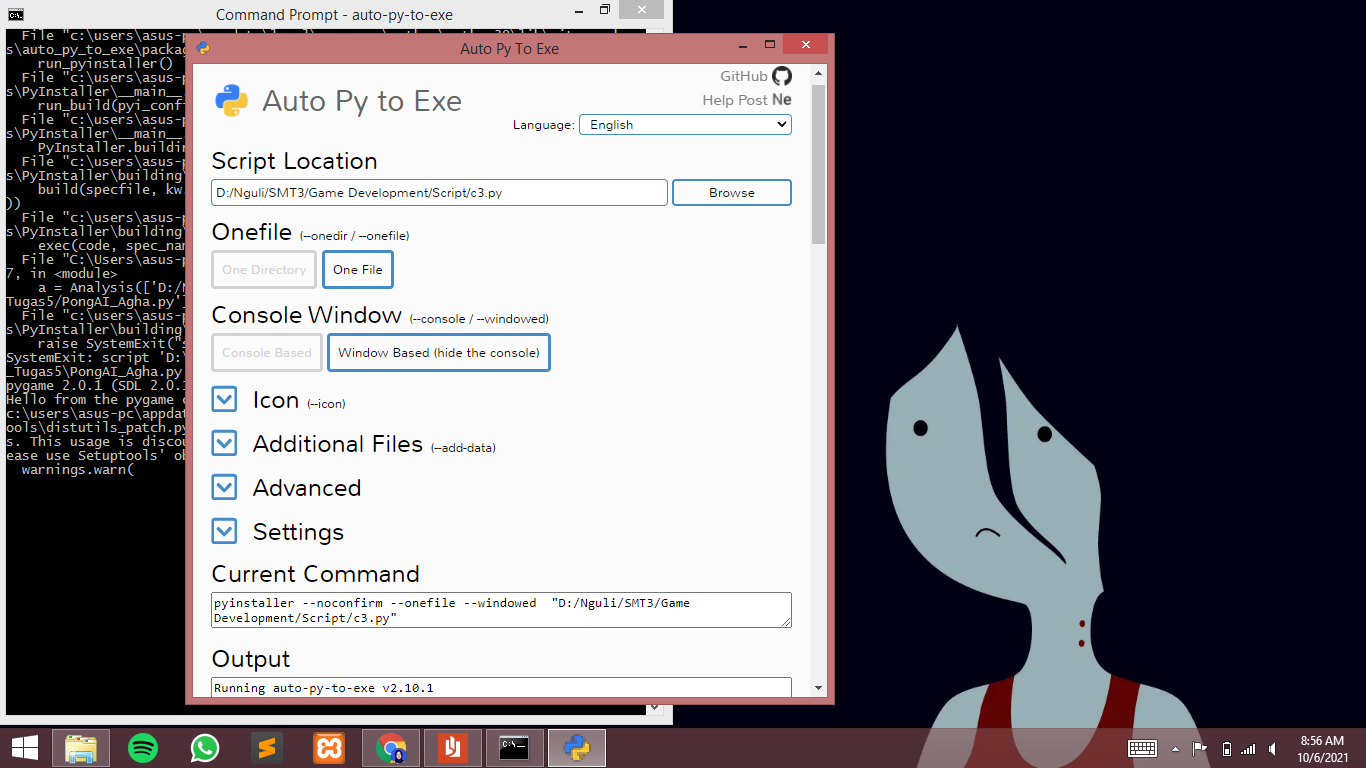 Command Prompt - auto-py-to-exe
s\auto_py_to_exe\packag
run_pyinstaller()
File "c:\users\asus-p
s\PyInstaller\__main__.
run_build(pyi_conf
File "c:\users\asus-p
s\PyInstaller\__main__.
PyInstaller.buildin
File "c:\users\asus-p
s\PyInstaller\building\
build(specfile, kw
))
File "c:\users\asus-p
s\PyInstaller\building\
exec(code, spec_nam
File "C:\Users\asus-p
7, in <module>
a = Analysis(['D:/N
Tugas5/PongAI_Agha.py'
File "c:\users\asus-p
s\PyInstaller\building\
raise SystemExit("s
SystemExit: script 'D:\
_Tugas5\PongAI_Agha.py
pygame 2.0.1 (SDL 2.0.1
Hello from the pygame c
c:\users\asus-pc\appdat
ools\distutils_patch.py
s. This usage is discou
ease use Setuptools' ob
warnings.warn(
Auto Py To Exe
GitHub
Auto Py to Exe
Help Post Ne
Language: English
Script Location
D:/Nguli/SMT3/Game Development/Script/c3.py Browse
Onefile (--onedir / --onefile)
One Directory One File
Console Window (--console / --windowed)
Console Based Window Based (hide the console)
Icon (--icon)
Additional Files (--add-data)
Advanced
Settings
Current Command
pyinstaller --noconfirm --onefile --windowed "D:/Nguli/SMT3/Game
Development/Script/c3.py"
Output
Running auto-py-to-exe v2.10.1
8:56 AM
10/6/2021